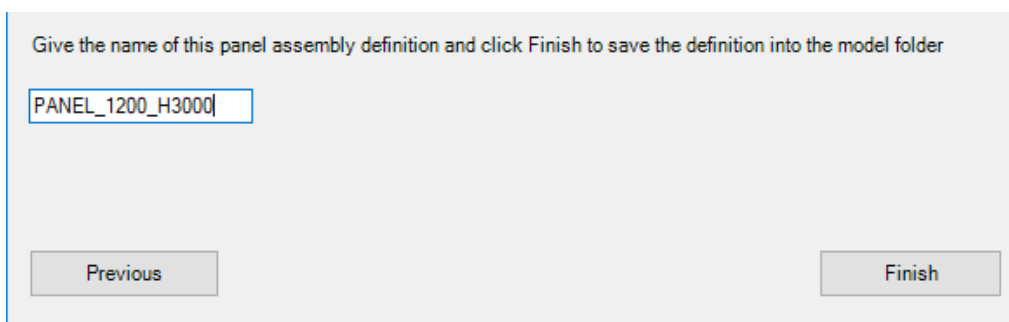 Give the name of this panel assembly definition and click Finish to save the definition into the model folder
PANEL_1200_H3000
Previous
Finish